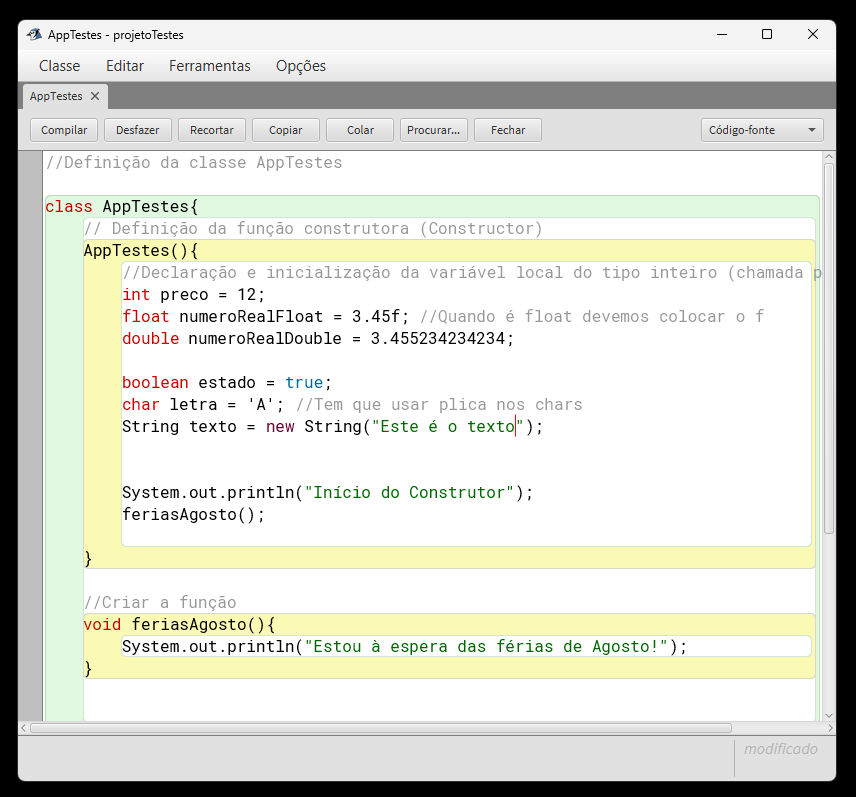 AppTestes - projetoTestes
Classe Editar Ferramentas Opções
AppTestes
Compilar Desfazer Recortar Copiar Colar Procurar... Fechar Código-fonte
//Definição da classe AppTestes
class AppTestes{
// Definição da função construtora (Constructor)
AppTestes(){
//Declaração e inicialização da variável local do tipo inteiro (chamada p
int preco = 12;
float numeroRealFloat = 3.45f; //Quando é float devemos colocar o f
double numeroRealDouble = 3.455234234234;
boolean estado = true;
char letra = 'A'; //Tem que usar plica nos chars
String texto = new String("Este é o texto");
System.out.println("Início do Construtor");
feriasAgosto();
}
//Criar a função
void feriasAgosto(){
System.out.println("Estou à espera das férias de Agosto!");
}
modificado